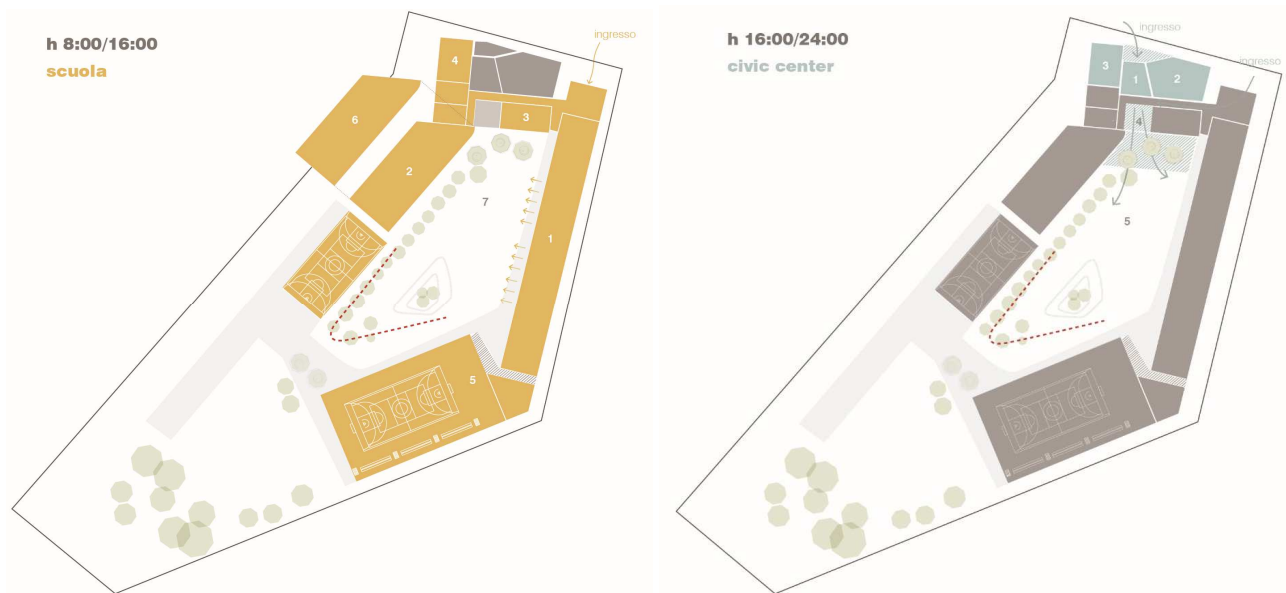 h 8:00/16:00
scuola
ingresso
4
3
6
2
7
1
5
h 16:00/24:00
civic center
ingresso
ingresso
3
1
2
4
5